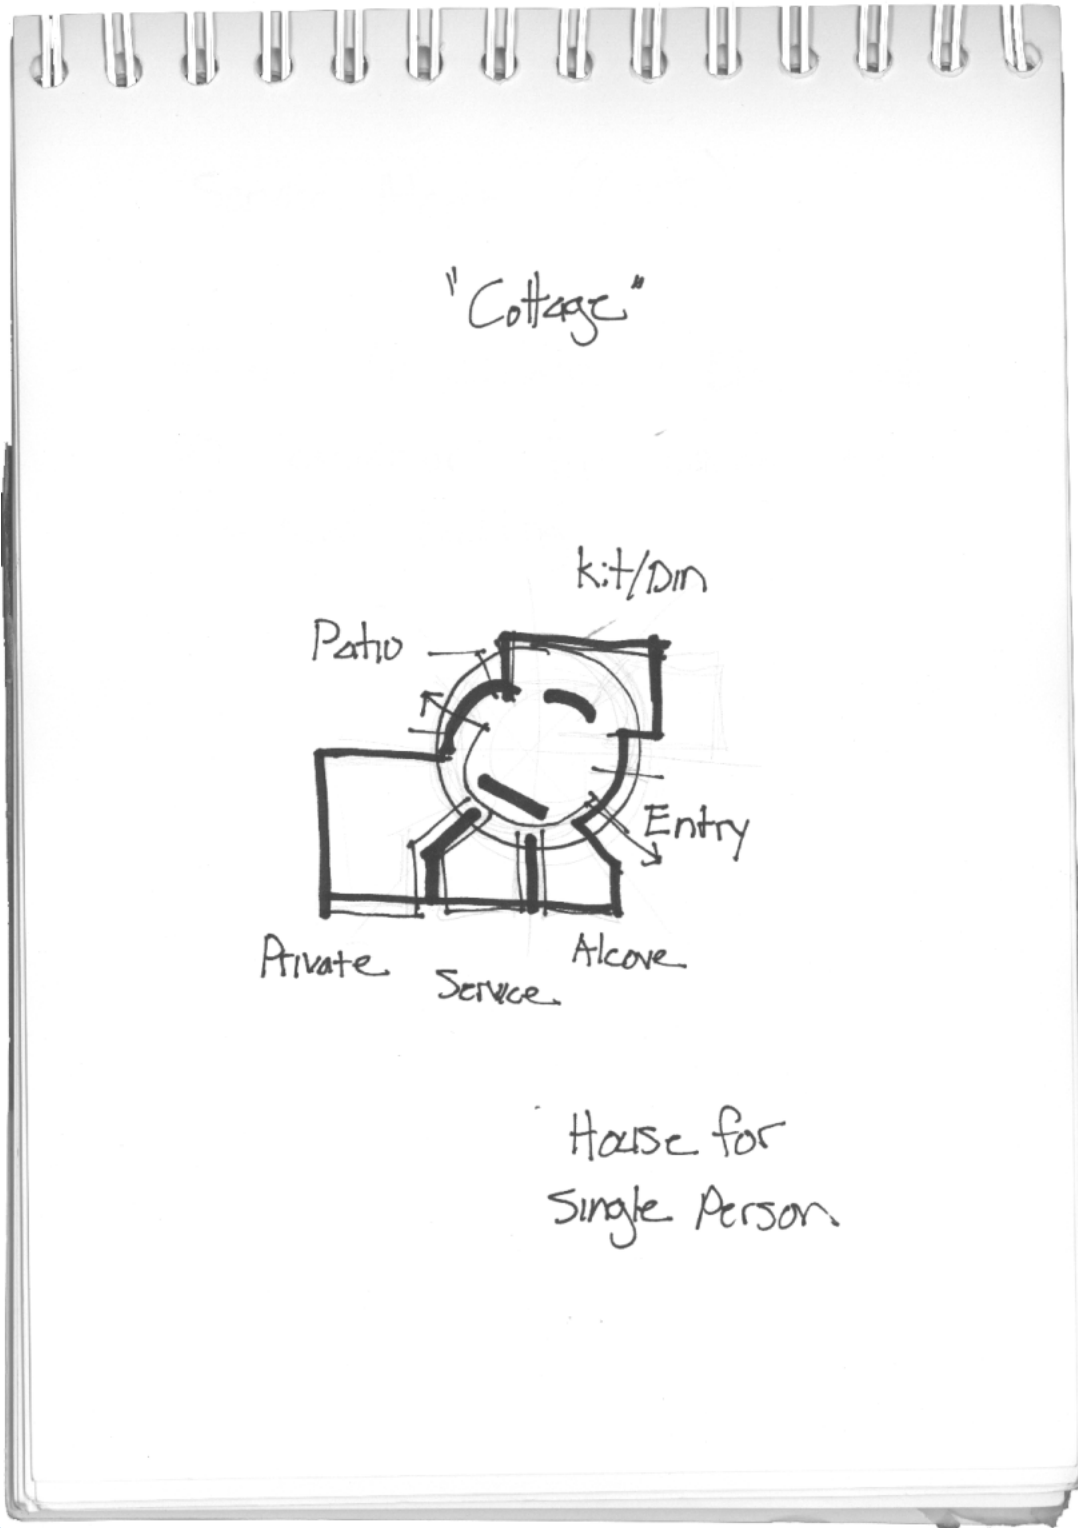 "Cottage"
Kit/Din
Patio
Entry
Private
Alcove
Service
House for
Single Person